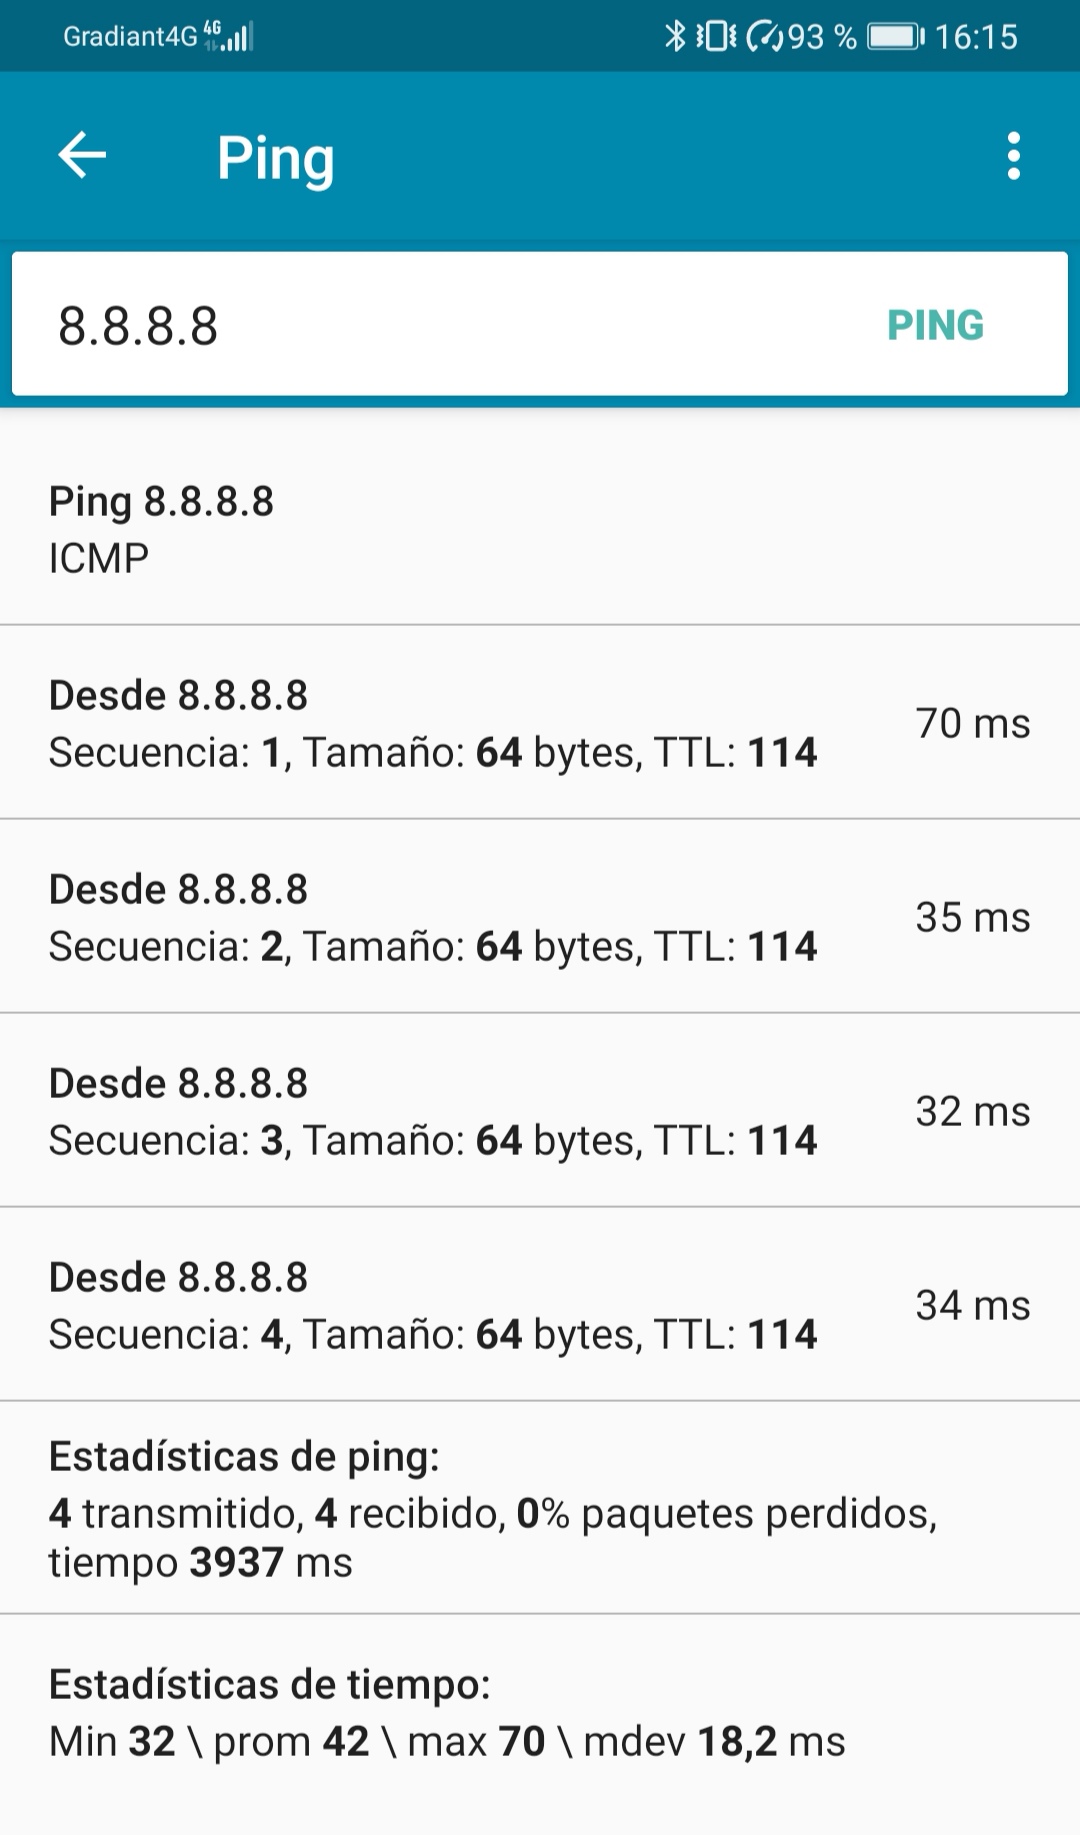 Gradiant4G 4G 93 % 16:15
Ping
8.8.8.8 PING
Ping 8.8.8.8
ICMP
Desde 8.8.8.8
Secuencia: 1, Tamaño: 64 bytes, TTL: 114 70 ms
Desde 8.8.8.8
Secuencia: 2, Tamaño: 64 bytes, TTL: 114 35 ms
Desde 8.8.8.8
Secuencia: 3, Tamaño: 64 bytes, TTL: 114 32 ms
Desde 8.8.8.8
Secuencia: 4, Tamaño: 64 bytes, TTL: 114 34 ms
Estadísticas de ping:
4 transmitido, 4 recibido, 0% paquetes perdidos,
tiempo 3937 ms
Estadísticas de tiempo:
Min 32 \ prom 42 \ max 70 \ mdev 18,2 ms